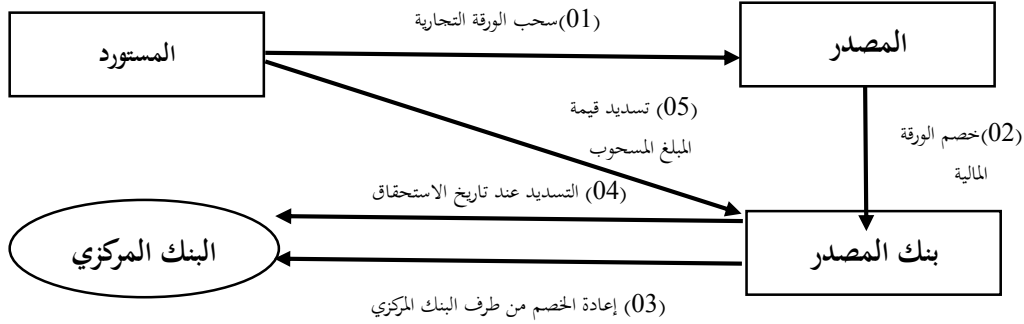 (01)سحب الورقة التجارية
المصدر
المستورد
(05) تسديد قيمة
المبلغ المسحوب
(02)خصم الورقة
المالية
(04) التسديد عند تاريخ الاستحقاق
بنك المصدر
البنك المركزي
(03) إعادة الخصم من طرف البنك المركزي